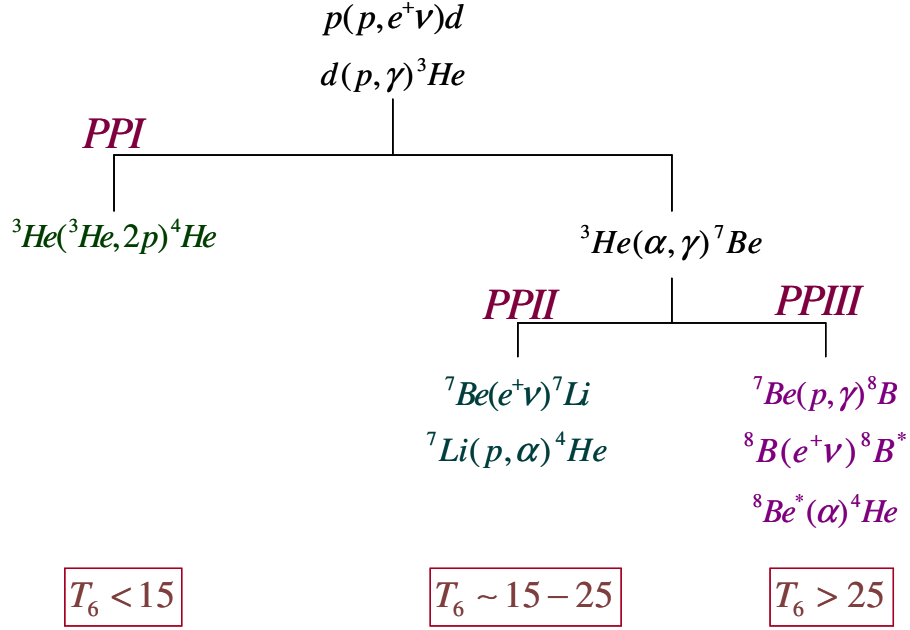 p(p, e⁺ν)d
d(p, γ)³He
PPI
³He(³He, 2p)⁴He
³He(α, γ)⁷Be
PPII
PPIII
⁷Be(e⁺ν)⁷Li
⁷Be(p, γ)⁸B
⁷Li(p, α)⁴He
⁸B(e⁺ν)⁸B*
⁸Be*(α)⁴He
T₆ < 15
T₆ ~ 15 − 25
T₆ > 25